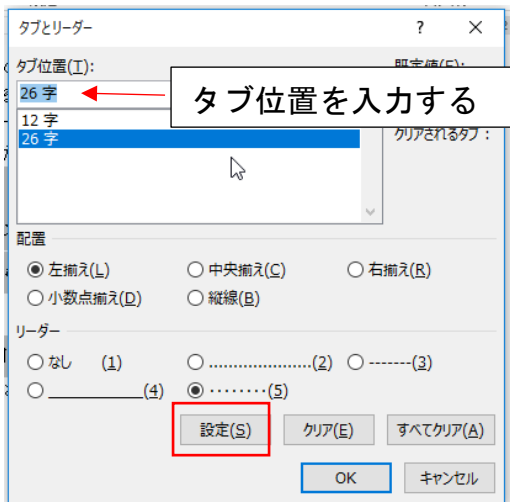 タブとリーダー ? ×
タブ位置(T):
26 字
タブ位置を入力する
12 字
26 字
クリアされるタブ :
配置
左揃え(L) 中央揃え(C) 右揃え(R)
小数点揃え(D) 縦線(B)
リーダー
なし (1) .....................(2) -------(3)
____________(4) ········(5)
設定(S) クリア(E) すべてクリア(A)
OK キャンセル